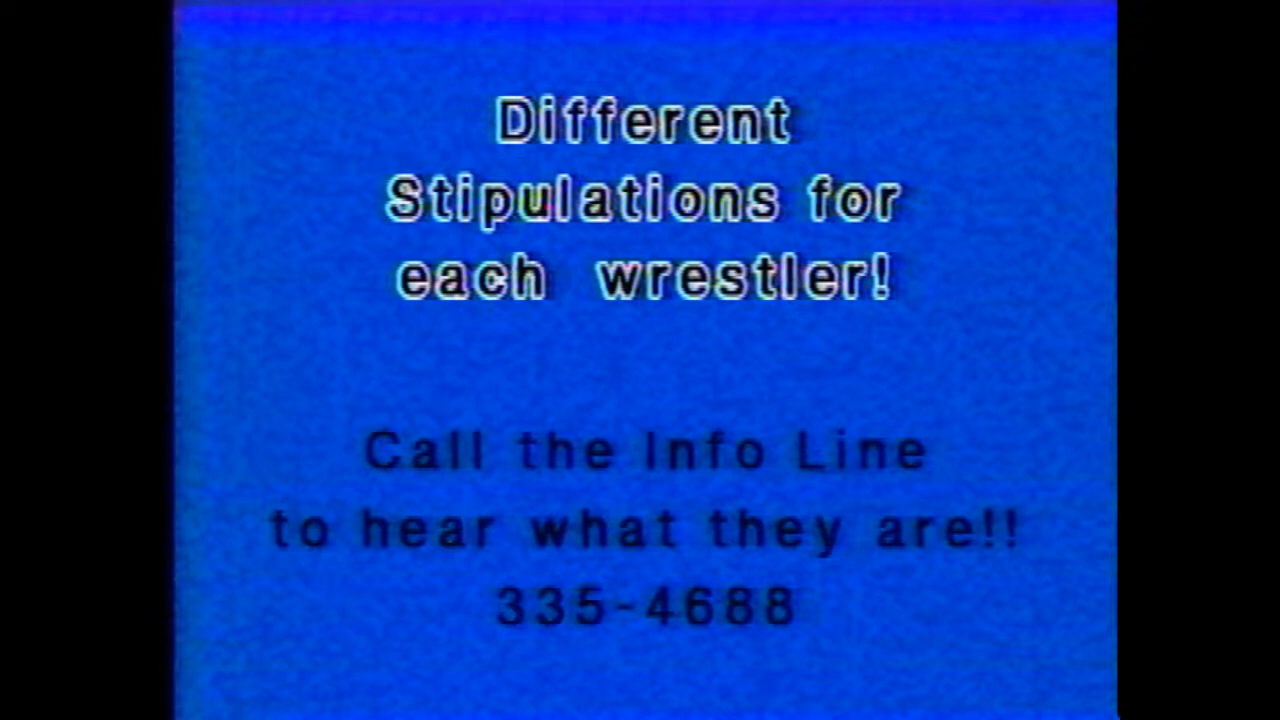 Different
Stipulations for
each wrestler!
Call the Info Line
to hear what they are!!
335-4688